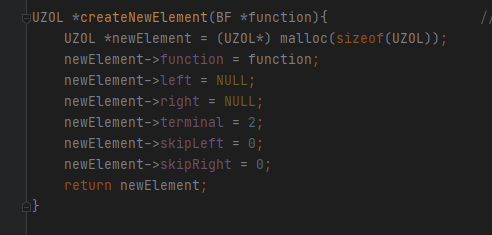 UZOL *createNewElement(BF *function){ //
UZOL *newElement = (UZOL*) malloc(sizeof(UZOL));
newElement->function = function;
newElement->left = NULL;
newElement->right = NULL;
newElement->terminal = 2;
newElement->skipLeft = 0;
newElement->skipRight = 0;
return newElement;
}